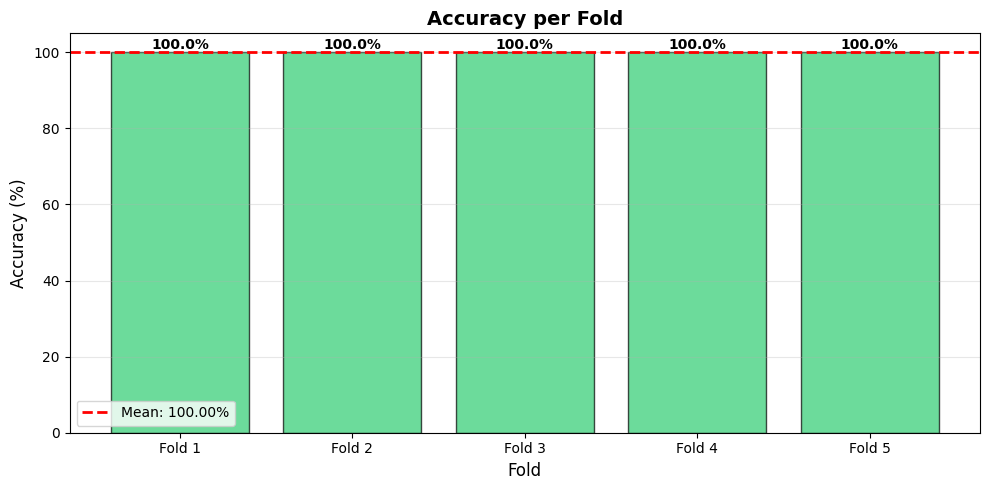 Accuracy per Fold
100.0% 100.0% 100.0% 100.0% 100.0%
100
80
60
40
20
0
Accuracy (%)
Mean: 100.00%
Fold 1 Fold 2 Fold 3 Fold 4 Fold 5
Fold